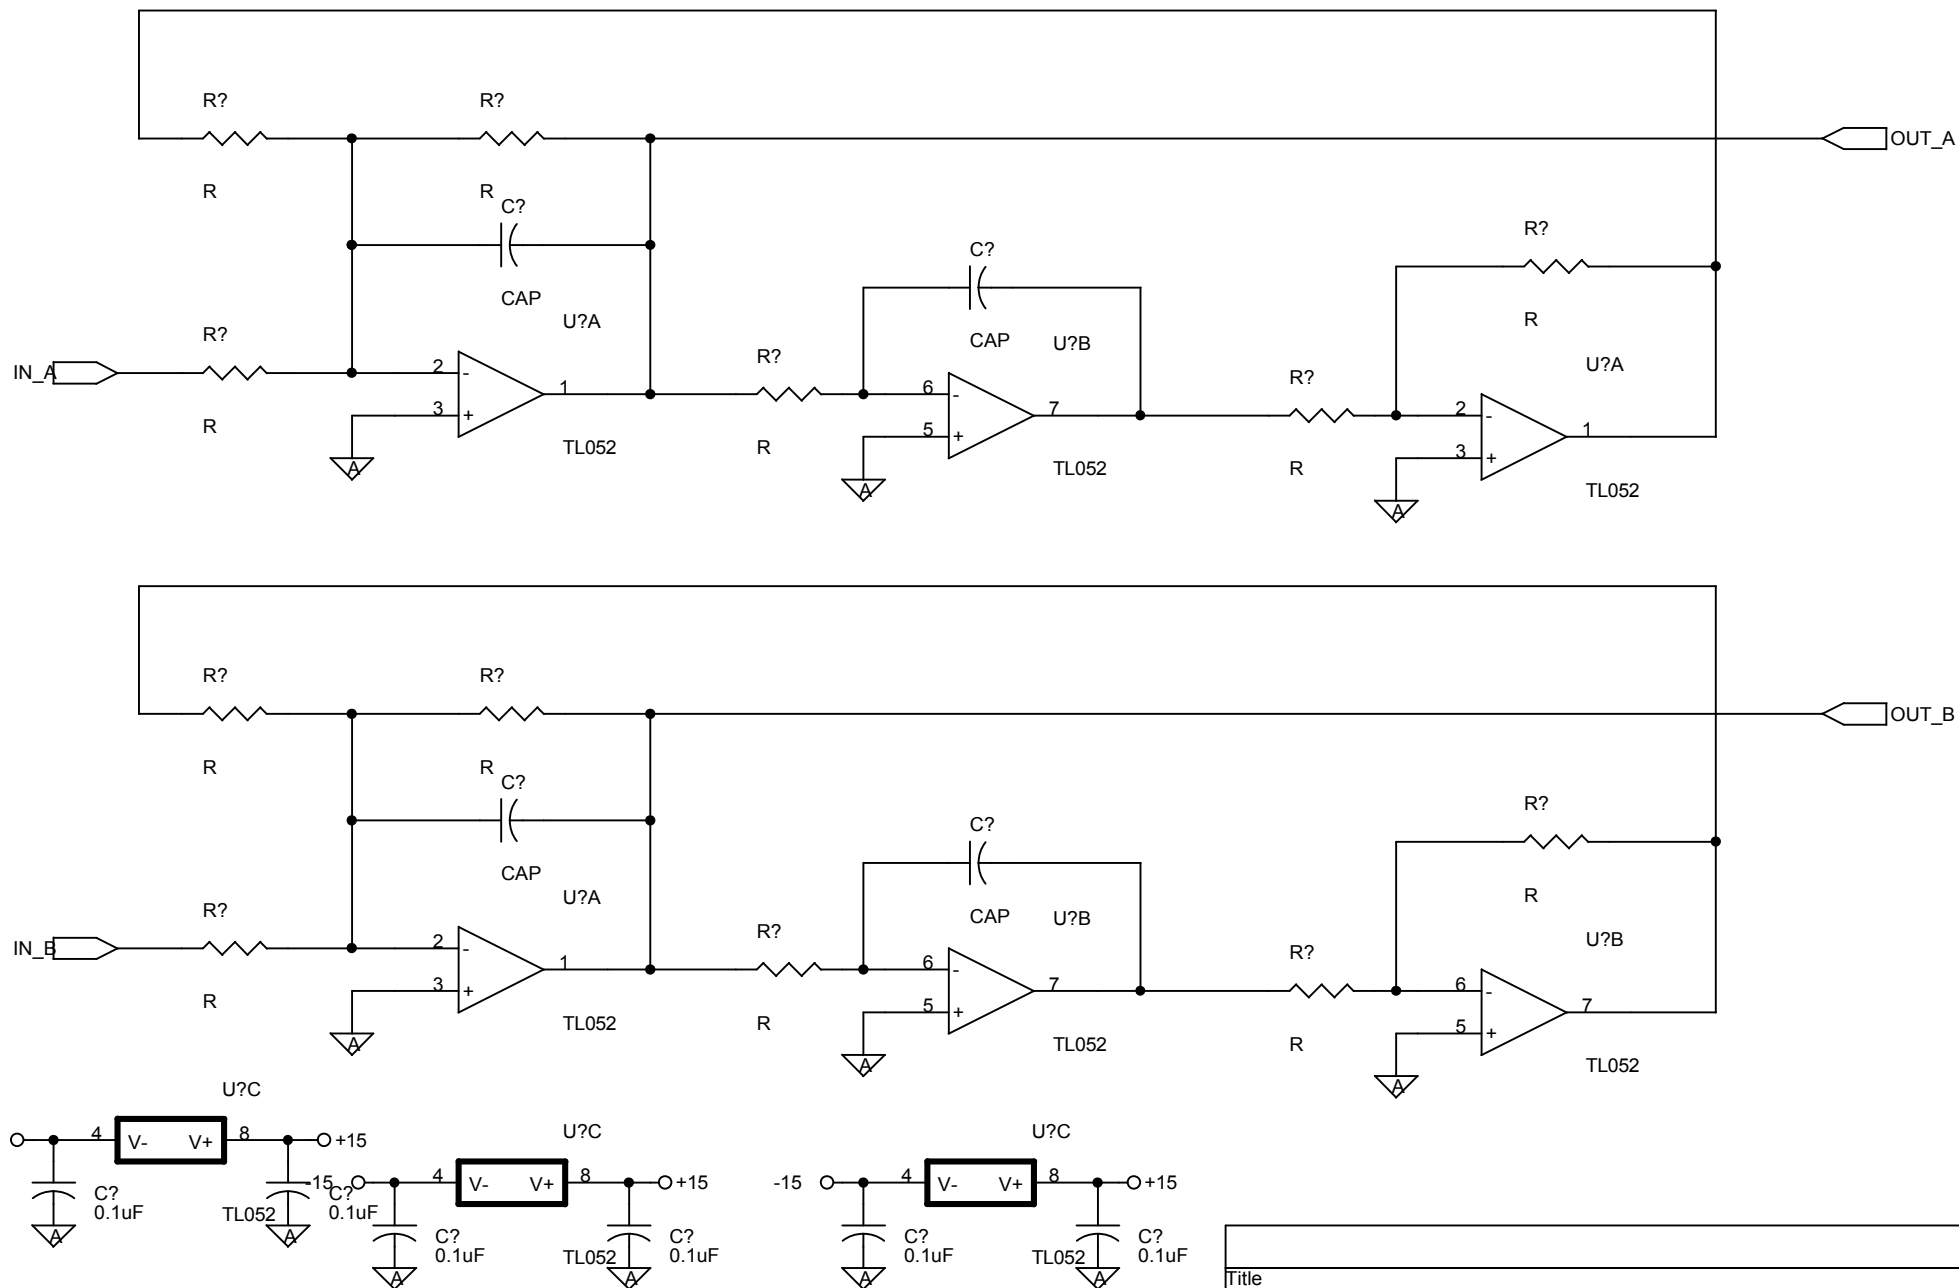 R? R?
OUT_A
R R
C? R?
C?
CAP R
U?A
R? CAP U?B
R? U?A
IN_A 2 - R?
1 6 - 2 -
3 + 7
R 5 + 1
TL052 R 3 +
A TL052 R
A TL052
A
R? R?
OUT_B
R R
C? R?
C?
CAP R
U?A
R? CAP U?B
R? U?B
IN_B 2 - R?
1 6 - 6 -
3 + 7
R 5 + 7
TL052 R 5 +
A TL052 R
A TL052
A
U?C
4 V- V+ 8 +15 U?C U?C
-15 4 V- V+ 8 +15 -15 4 V- V+ 8 +15
C? C?
0.1uF TL052 0.1uF
A A
C? C? C? C?
0.1uF TL052 0.1uF 0.1uF TL052 0.1uF
A A A A
Title